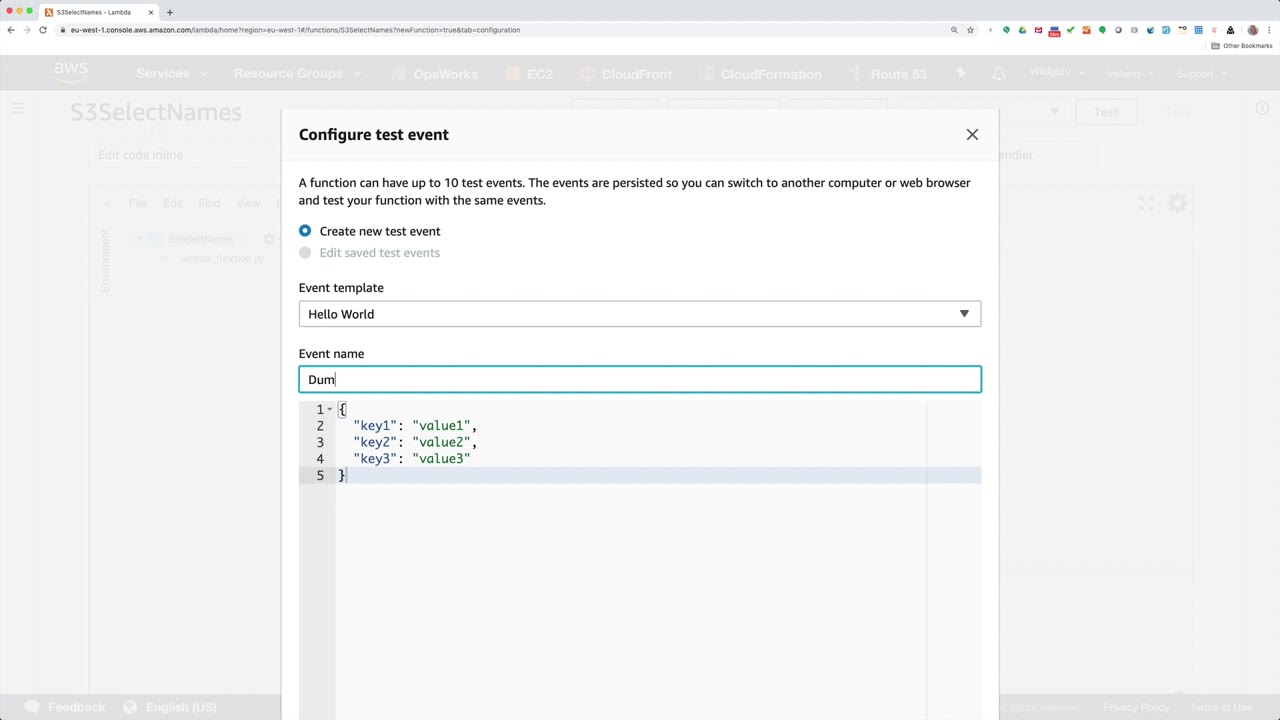 S3SelectNames - Lambda
eu-west-1.console.aws.amazon.com/lambda/home?region=eu-west-1#/functions/S3SelectNames?newFunction=true&tab=configuration
Other Bookmarks
aws
Services
Resource Groups
OpsWorks
EC2
CloudFront
CloudFormation
Route 53
Wildguru
Ireland
Support
S3SelectNames
Test
Save
Configure test event
Edit code inline
andler
A function can have up to 10 test events. The events are persisted so you can switch to another computer or web browser
and test your function with the same events.
File
Edit
Find
View
Create new test event
S3SelectNames
Edit saved test events
lambda_function.py
Environment
Event template
Hello World
Event name
Dum
1 {
2 "key1": "value1",
3 "key2": "value2",
4 "key3": "value3"
5 }
Feedback
English (US)
rights reserved.
Privacy Policy
Terms of Use